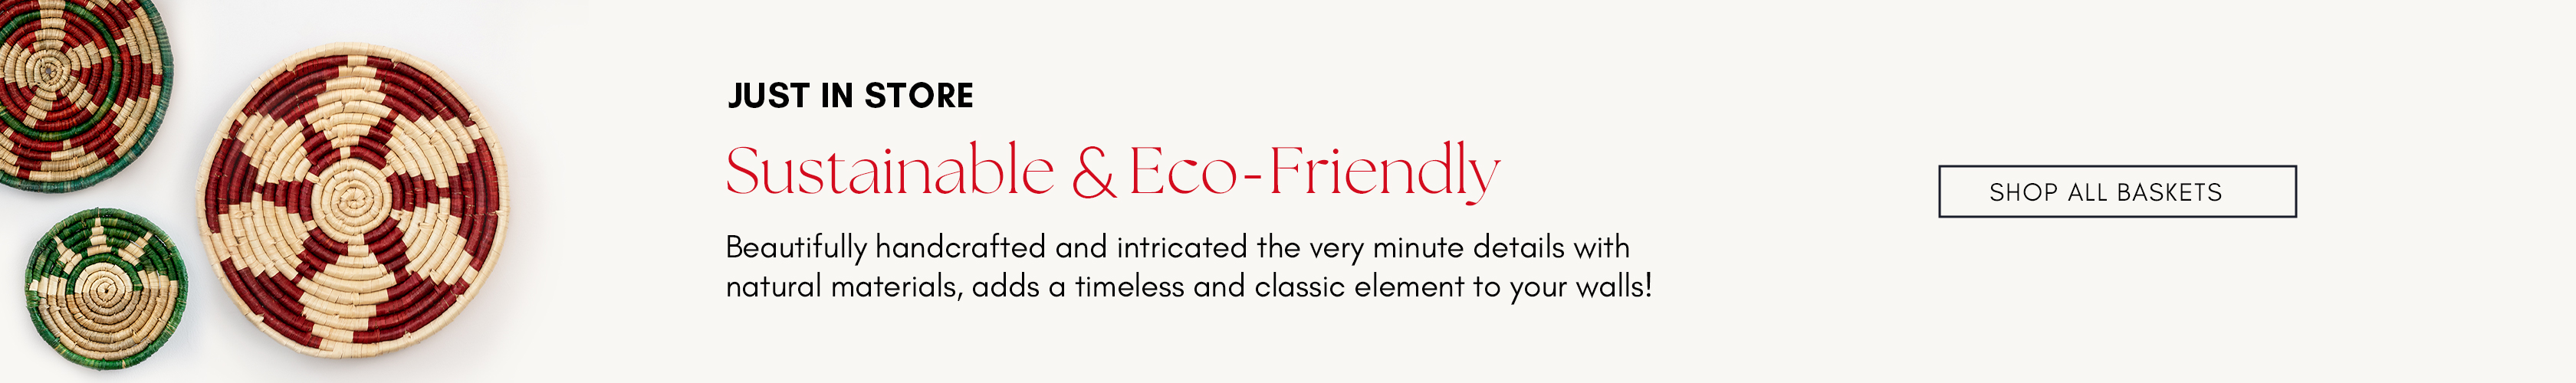 JUST IN STORE
Sustainable & Eco-Friendly
Beautifully handcrafted and intricated the very minute details with
natural materials, adds a timeless and classic element to your walls!
SHOP ALL BASKETS